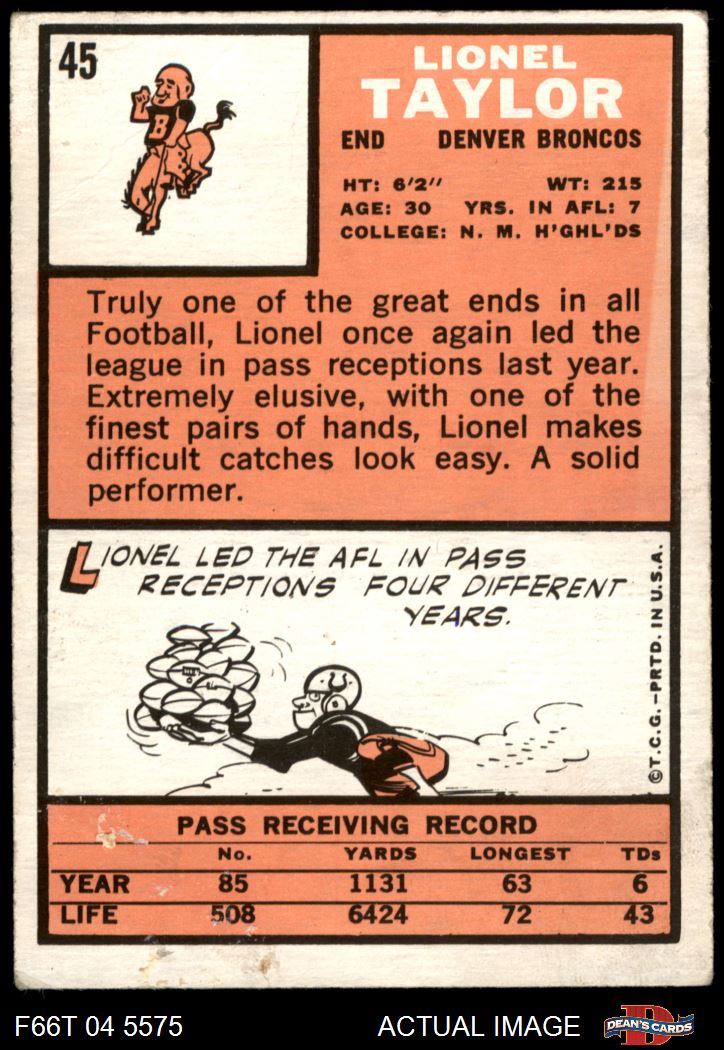 45
LIONEL
TAYLOR
END DENVER BRONCOS
HT: 6'2" WT: 215
AGE: 30 YRS. IN AFL: 7
COLLEGE: N. M. H'GHL'DS
B
Truly one of the great ends in all
Football, Lionel once again led the
league in pass receptions last year.
Extremely elusive, with one of the
finest pairs of hands, Lionel makes
difficult catches look easy. A solid
performer.
LIONEL LED THE AFL IN PASS
RECEPTIONS FOUR DIFFERENT
YEARS.
©T.C.G.–PRTD. IN U.S.A.
PASS RECEIVING RECORD
No. YARDS LONGEST TDs
YEAR 85 1131 63 6
LIFE 508 6424 72 43
F66T 04 5575 ACTUAL IMAGE
D
DEAN'S CARDS